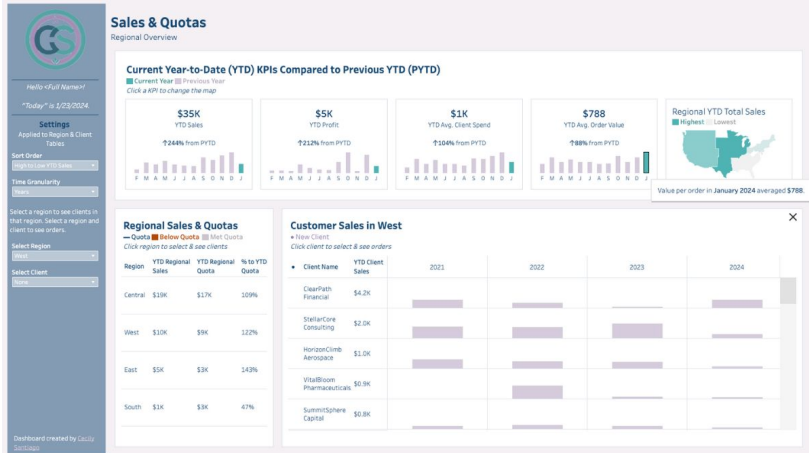 CS
Hello <Full Name>!
"Today" is 1/23/2024.
Settings
Applied to Region & Client
Tables
Sort Order
High to Low YTD Sales
Time Granularity
Years
Select a region to see clients in
that region. Select a region and
client to see orders.
Select Region
West
Select Client
None
Dashboard created by Cecily
Santiago
Sales & Quotas
Regional Overview
Current Year-to-Date (YTD) KPIs Compared to Previous YTD (PYTD)
Current Year Previous Year
Click a KPI to change the map
$35K
YTD Sales
↑244% from PYTD
F M A M J J A S O N D J
$5K
YTD Profit
↑212% from PYTD
F M A M J J A S O N D J
$1K
YTD Avg. Client Spend
↑104% from PYTD
F M A M J J A S O N D J
$788
YTD Avg. Order Value
↑88% from PYTD
F M A M J J A S O N D J
Regional YTD Total Sales
Highest Lowest
Value per order in January 2024 averaged $788.
Regional Sales & Quotas
Quota Below Quota Met Quota
Click region to select & see clients
Region YTD Regional Sales YTD Regional Quota % to YTD Quota
Central $19K $17K 109%
West $10K $9K 122%
East $5K $3K 143%
South $1K $3K 47%
Customer Sales in West
• New Client
Click client to select & see orders
• Client Name YTD Client Sales 2021 2022 2023 2024
ClearPath
Financial $4.2K
StellarCore
Consulting $2.0K
HorizonClimb
Aerospace $1.0K
VitalBloom
Pharmaceuticals $0.9K
SummitSphere
Capital $0.8K